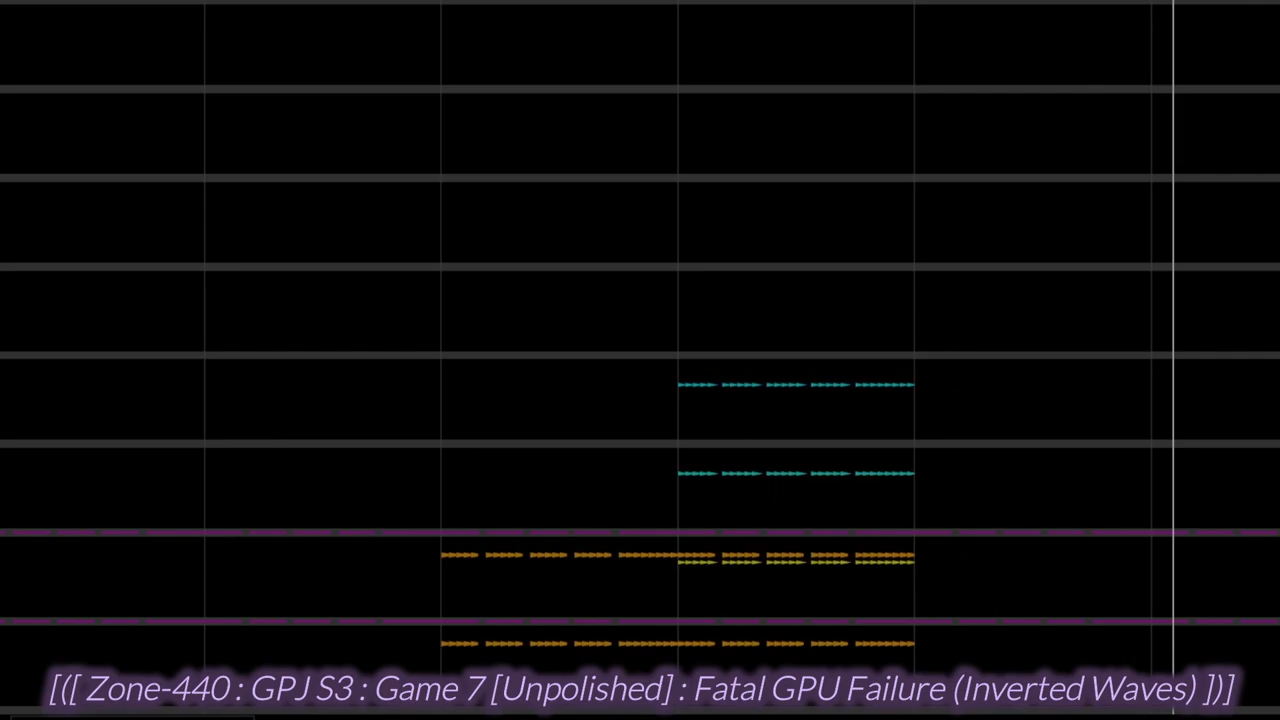 [([ Zone-440 : GPJ S3 : Game 7 [Unpolished] : Fatal GPU Failure (Inverted Waves) ])]